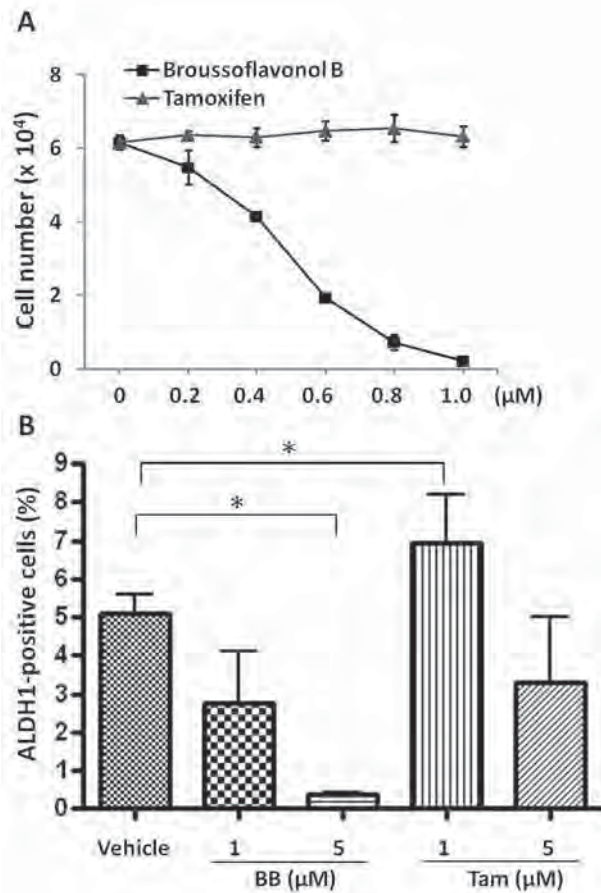 A
Broussoflavonol B
Tamoxifen
Cell number (x 10⁴)
8
6
4
2
0
0 0.2 0.4 0.6 0.8 1.0 (μM)
B
ALDH1-positive cells (%)
9
8
7
6
5
4
3
2
1
0
*
*
Vehicle 1 5 1 5
BB (μM) Tam (μM)